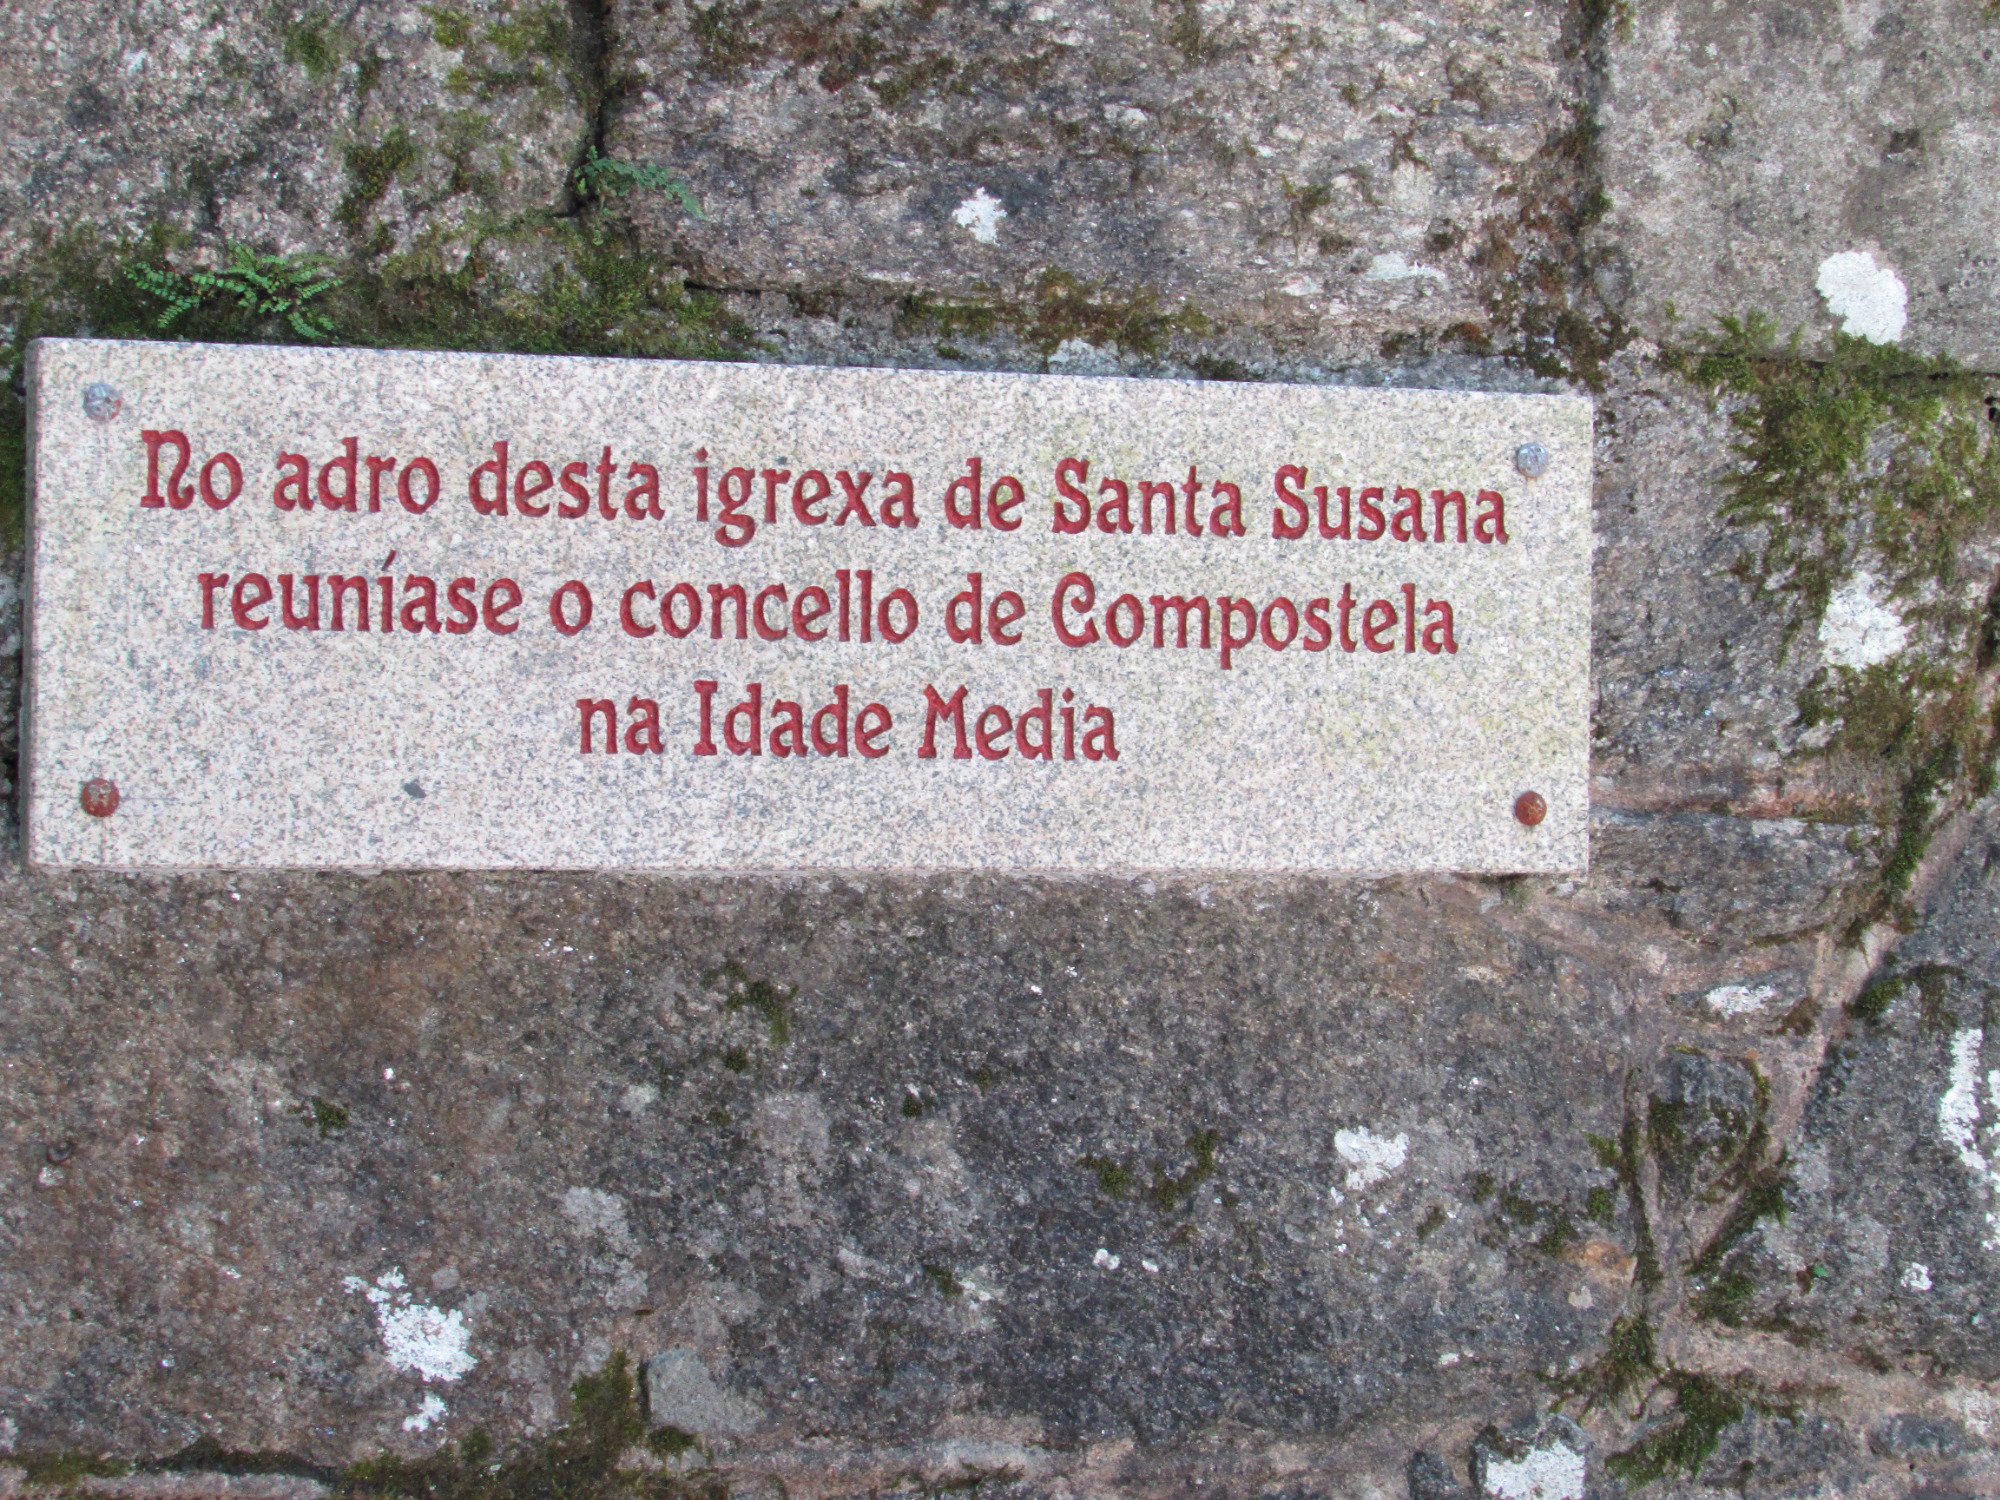 No adro desta igrexa de Santa Susana
reuníase o concello de Compostela
na Idade Media